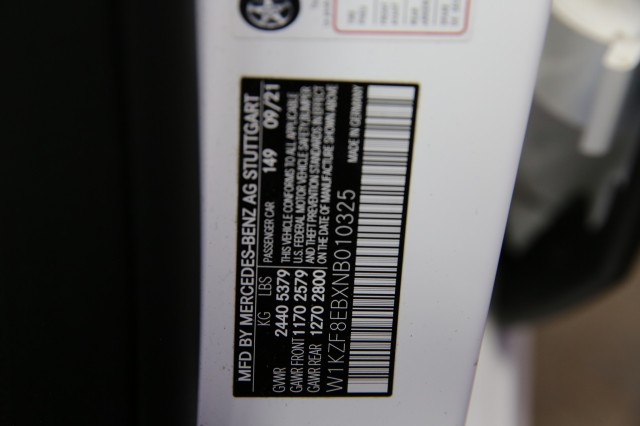 MFD BY MERCEDES-BENZ AG STUTTGART
KG LBS PASSENGER CAR 149 09/21
GVWR 2440 5379 THIS VEHICLE CONFORMS TO ALL APPLICABLE
GAWR FRONT 1170 2579 U.S. FEDERAL MOTOR VEHICLE SAFETY, BUMPER
GAWR REAR 1270 2800 AND THEFT PREVENTION STANDARDS IN EFFECT
ON THE DATE OF MANUFACTURE SHOWN ABOVE
W1KZF8EBXNB010325 MADE IN GERMANY